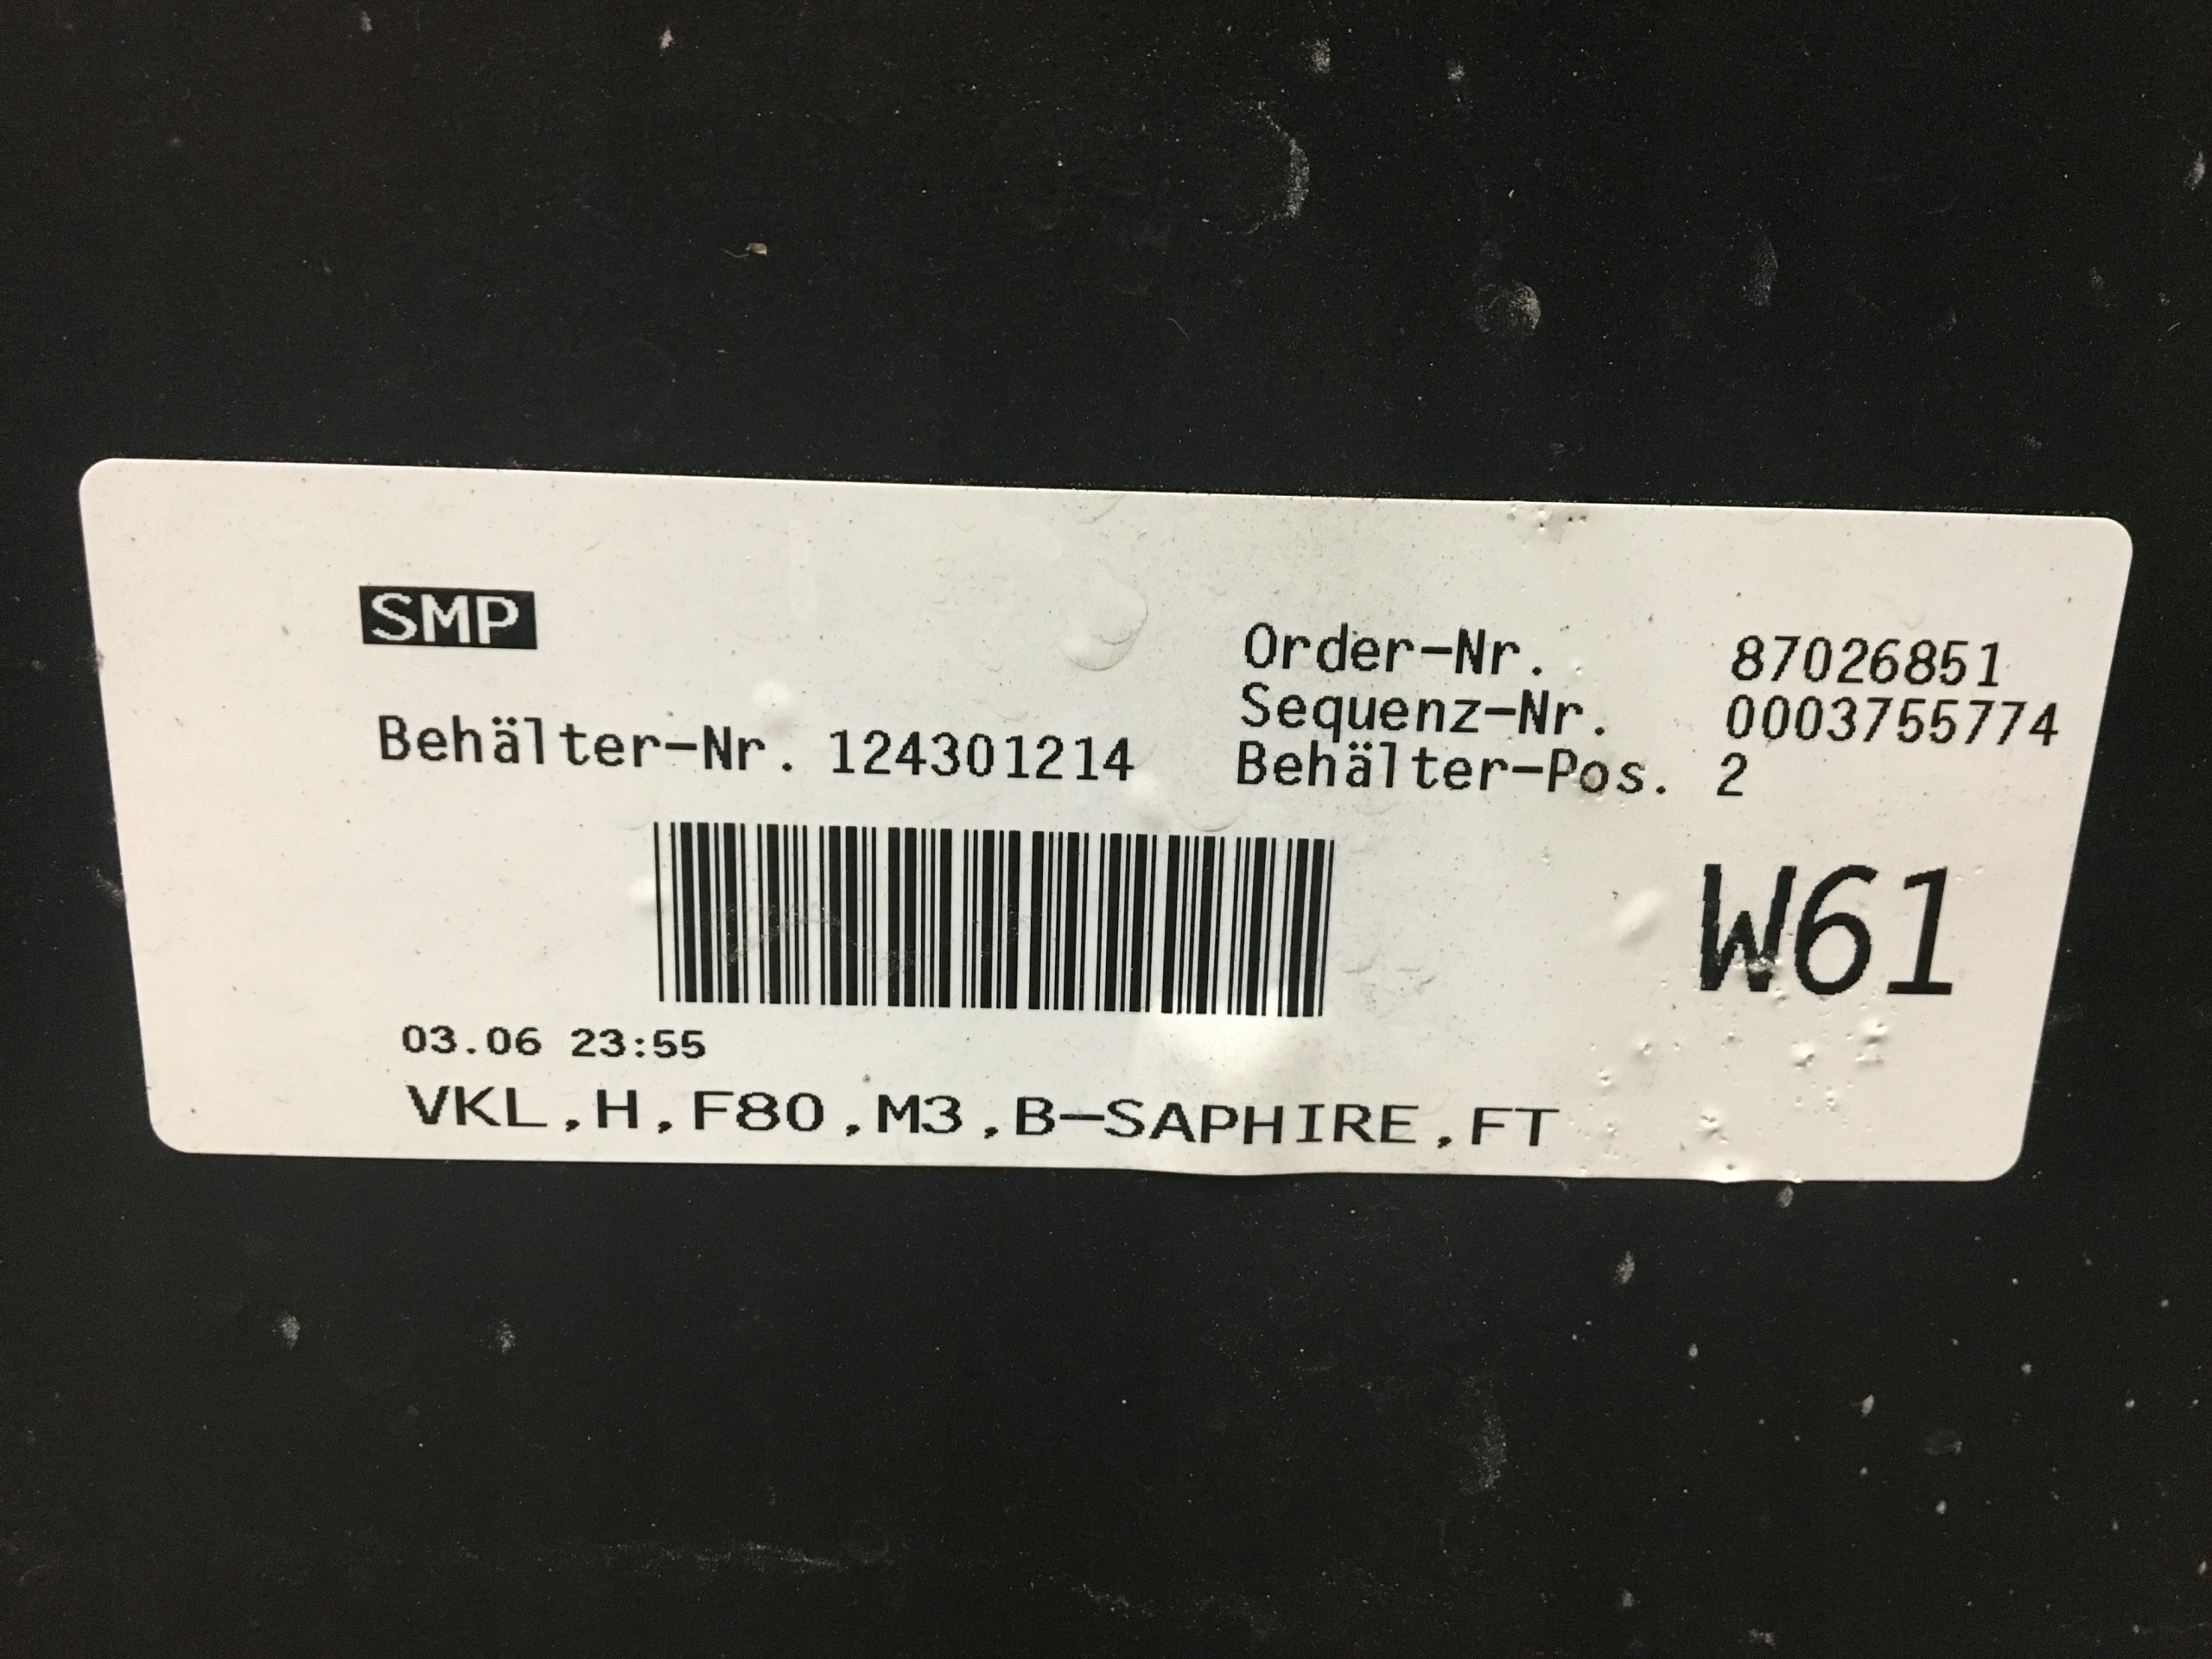 SMP
Order-Nr. 87026851
Sequenz-Nr. 0003755774
Behälter-Nr. 124301214
Behälter-Pos. 2
W61
03.06 23:55
VKL,H,F80,M3,B-SAPHIRE,FT